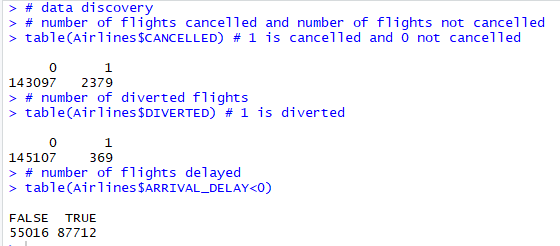 > # data discovery
> # number of flights cancelled and number of flights not cancelled
> table(Airlines$CANCELLED) # 1 is cancelled and 0 not cancelled
0 1
143097 2379
> # number of diverted flights
> table(Airlines$DIVERTED) # 1 is diverted
0 1
145107 369
> # number of flights delayed
> table(Airlines$ARRIVAL_DELAY<0)
FALSE TRUE
55016 87712
>